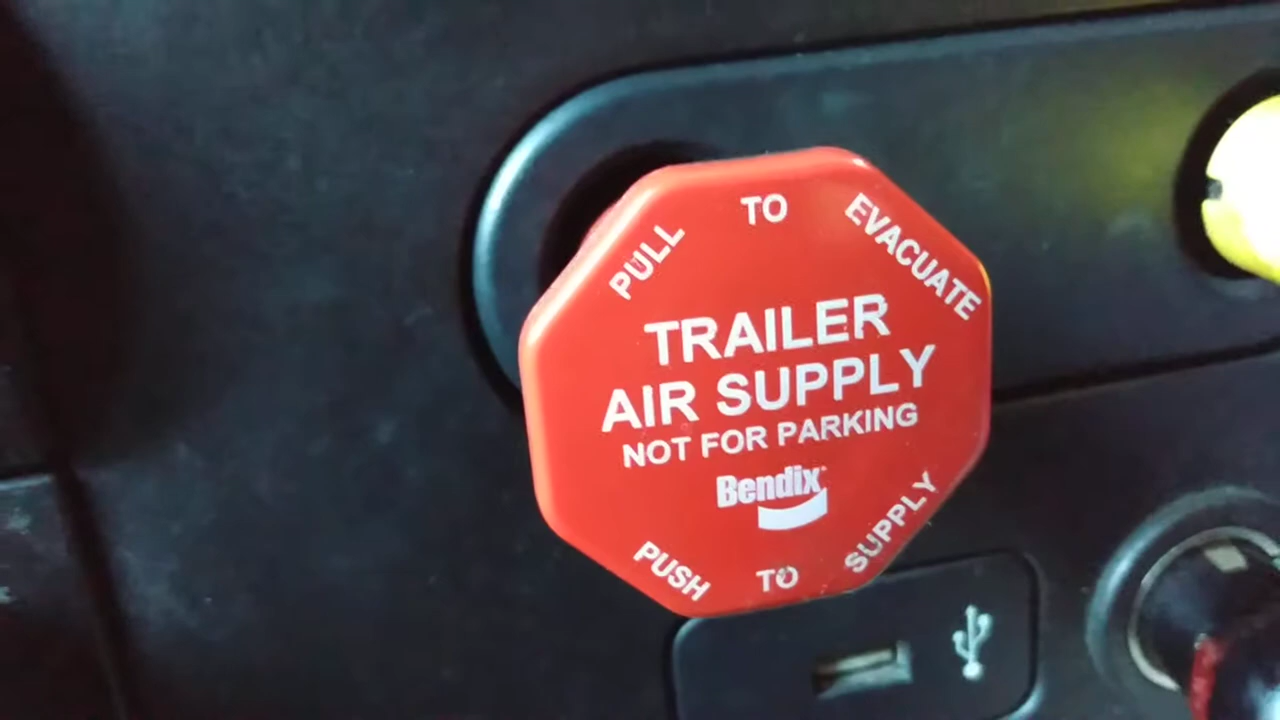 PULL TO EVACUATE
TRAILER
AIR SUPPLY
NOT FOR PARKING
Bendix
PUSH TO SUPPLY